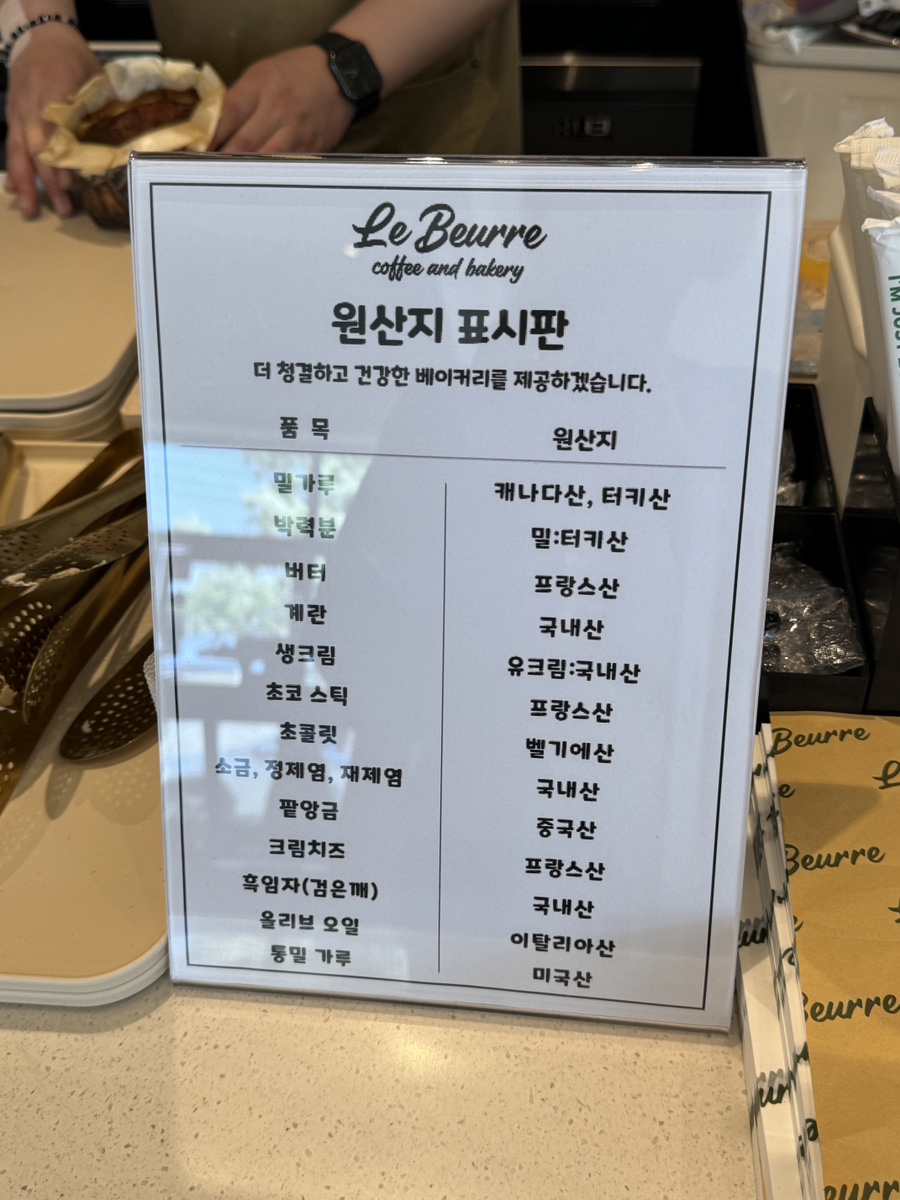 Le Beurre
coffee and bakery
원산지 표시판
더 청결하고 건강한 베이커리를 제공하겠습니다.
품 목 원산지
밀가루 캐나다산, 터키산
박력분 밀:터키산
버터 프랑스산
계란 국내산
생크림 유크림:국내산
초코 스틱 프랑스산
초콜릿 벨기에산
소금, 정제염, 재제염 국내산
팥앙금 중국산
크림치즈 프랑스산
흑임자(검은깨) 국내산
올리브 오일 이탈리아산
통밀 가루 미국산
I'M JUST
Beurre
Beurre
Beurre
Beurre